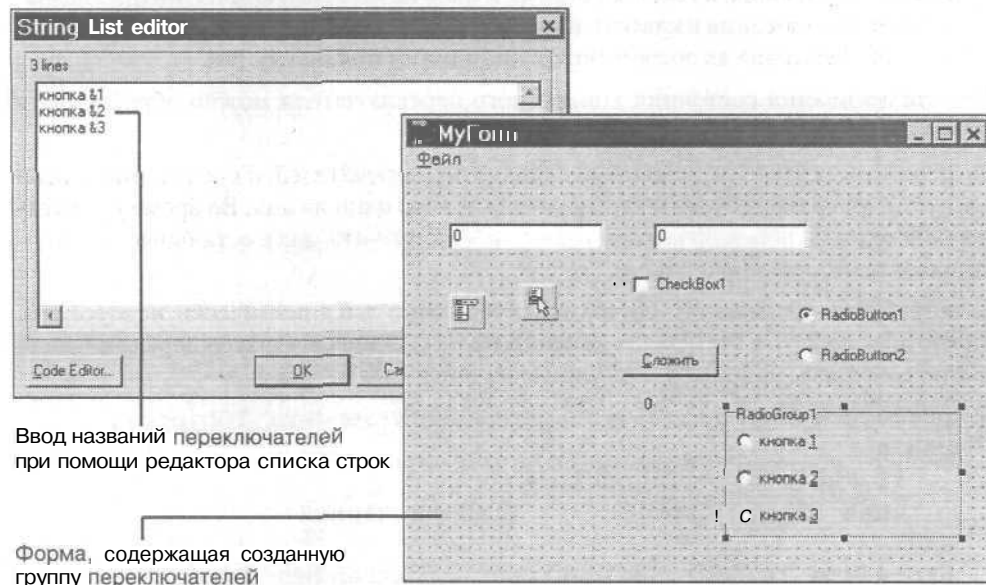 String List editor
3 lines
кнопка &1
кнопка &2
кнопка &3
Code Editor...
OK
MyForm
Файл
0
0
CheckBox1
RadioButton1
RadioButton2
Сложить
0
RadioGroup1
кнопка 1
кнопка 2
! С кнопка 3
Ввод названий переключателей
при помощи редактора списка строк
Форма, содержащая созданную
группу переключателей